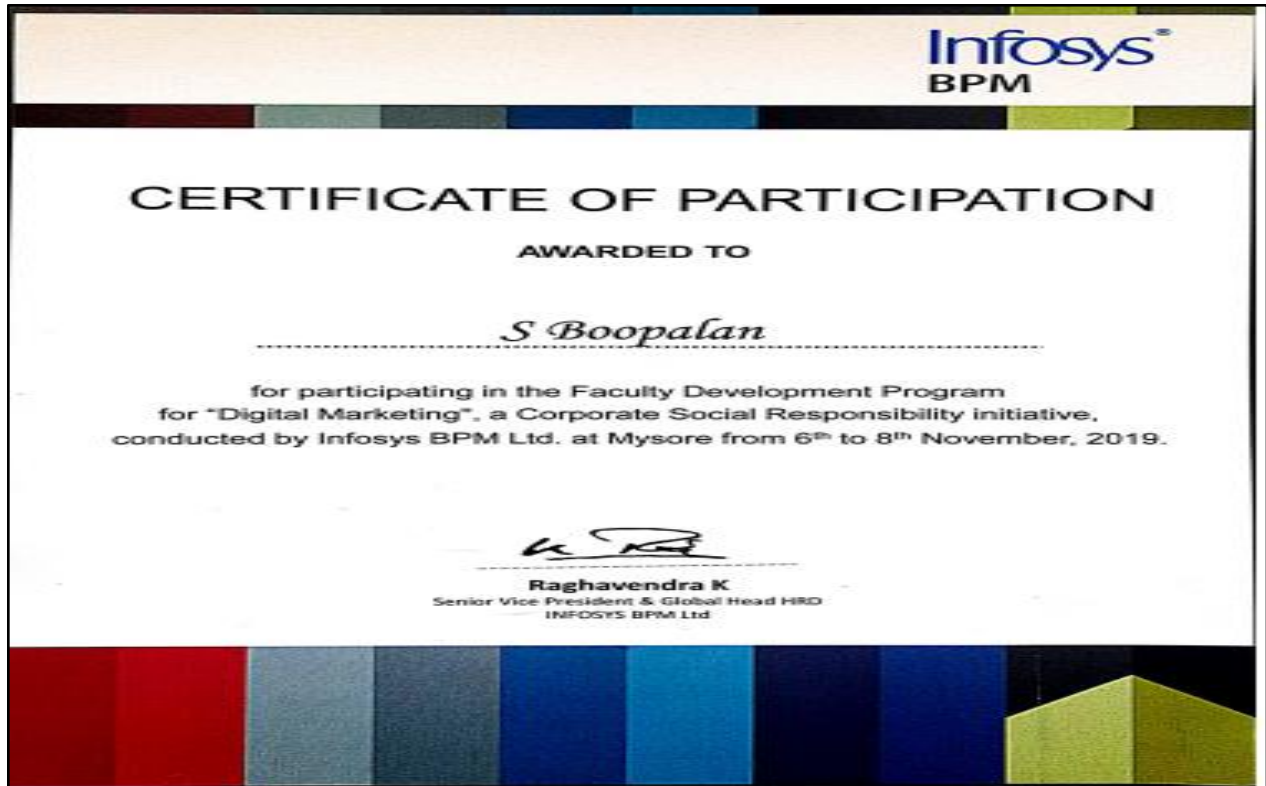 Infosys®
BPM
CERTIFICATE OF PARTICIPATION
AWARDED TO
S Boopalan
for participating in the Faculty Development Program
for "Digital Marketing", a Corporate Social Responsibility initiative,
conducted by Infosys BPM Ltd. at Mysore from 6th to 8th November, 2019.
Raghavendra K
Senior Vice President & Global Head HRD
INFOSYS BPM Ltd